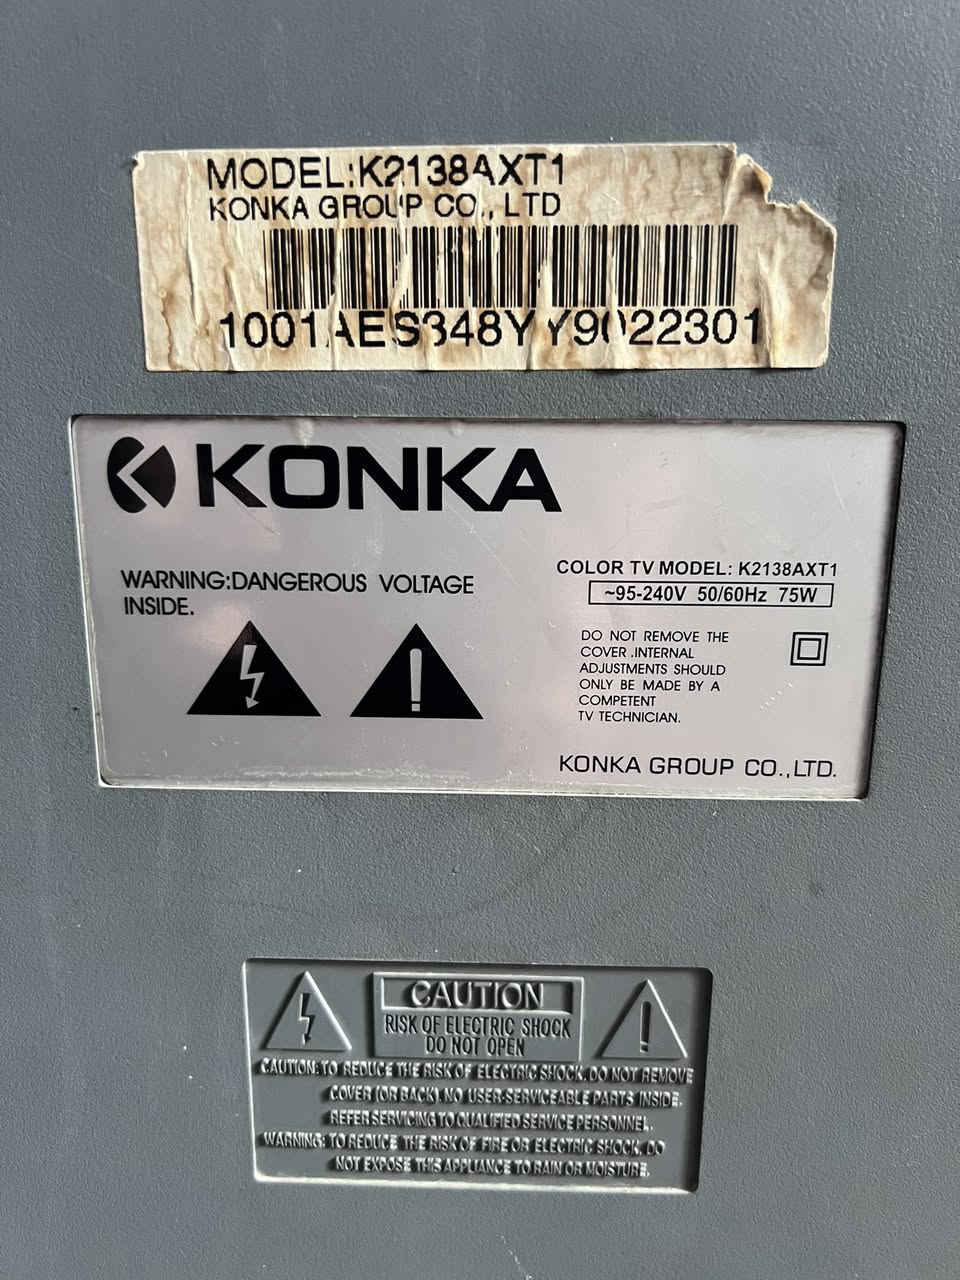 MODEL:K2138AXT1
KONKA GROUP CO., LTD
1001AES348YY9022301
KONKA
WARNING:DANGEROUS VOLTAGE
INSIDE.
COLOR TV MODEL: K2138AXT1
~95-240V 50/60Hz 75W
DO NOT REMOVE THE
COVER .INTERNAL
ADJUSTMENTS SHOULD
ONLY BE MADE BY A
COMPETENT
TV TECHNICIAN.
KONKA GROUP CO.,LTD.
CAUTION
RISK OF ELECTRIC SHOCK
DO NOT OPEN
CAUTION: TO REDUCE THE RISK OF ELECTRIC SHOCK. DO NOT REMOVE
COVER (OR BACK) NO USER-SERVICEABLE PARTS INSIDE.
REFER SERVICING TO QUALIFIED SERVICE PERSONNEL.
WARNING: TO REDUCE THE RISK OF FIRE OR ELECTRIC SHOCK. DO
NOT EXPOSE THIS APPLIANCE TO RAIN OR MOISTURE.